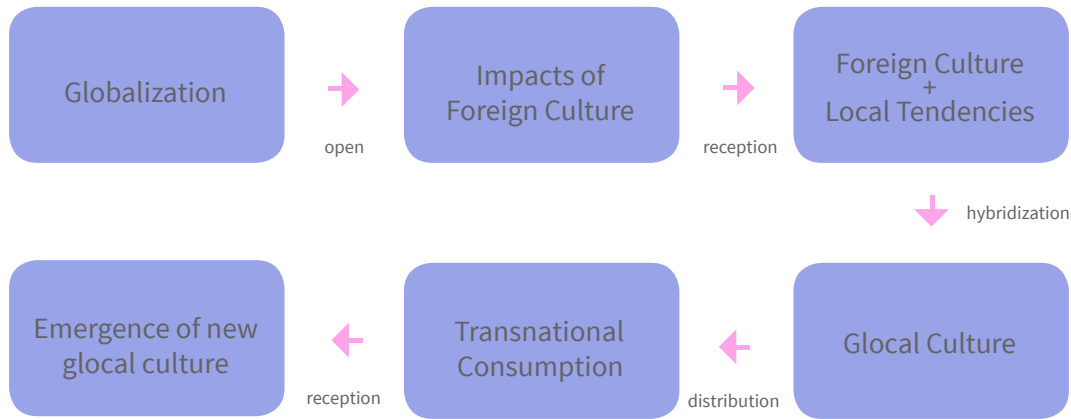 Globalization
open
Impacts of
Foreign Culture
reception
Foreign Culture
+
Local Tendencies
hybridization
Glocal Culture
distribution
Transnational
Consumption
reception
Emergence of new
glocal culture